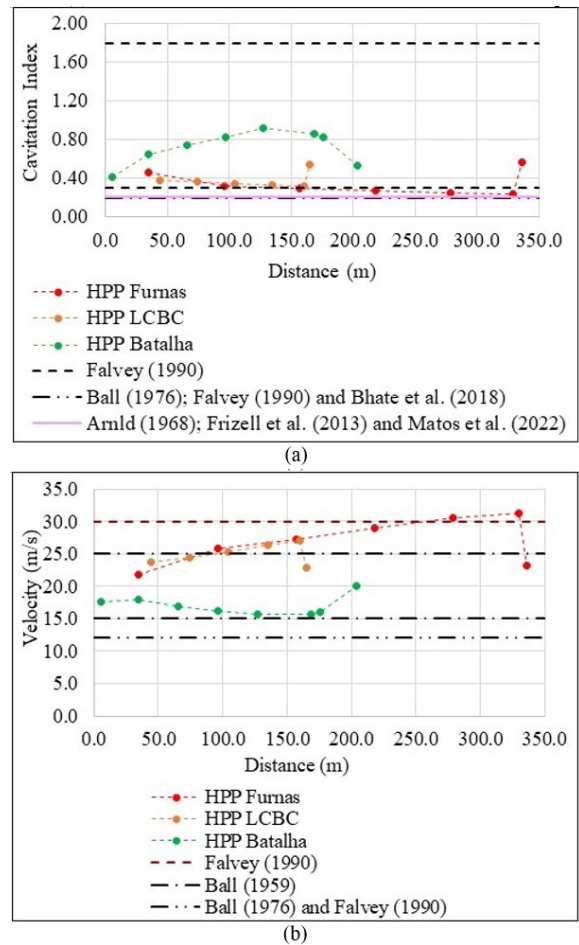 2.00
1.60
1.20
0.80
0.40
0.00
Cavitation Index
0.0 50.0 100.0 150.0 200.0 250.0 300.0 350.0
Distance (m)
HPP Furnas
HPP LCBC
HPP Batalha
Falvey (1990)
Ball (1976); Falvey (1990) and Bhate et al. (2018)
Arnld (1968); Frizell et al. (2013) and Matos et al. (2022)
(a)
35.0
30.0
25.0
20.0
15.0
10.0
5.0
0.0
Velocity (m/s)
0.0 50.0 100.0 150.0 200.0 250.0 300.0 350.0
Distance (m)
HPP Furnas
HPP LCBC
HPP Batalha
Falvey (1990)
Ball (1959)
Ball (1976) and Falvey (1990)
(b)